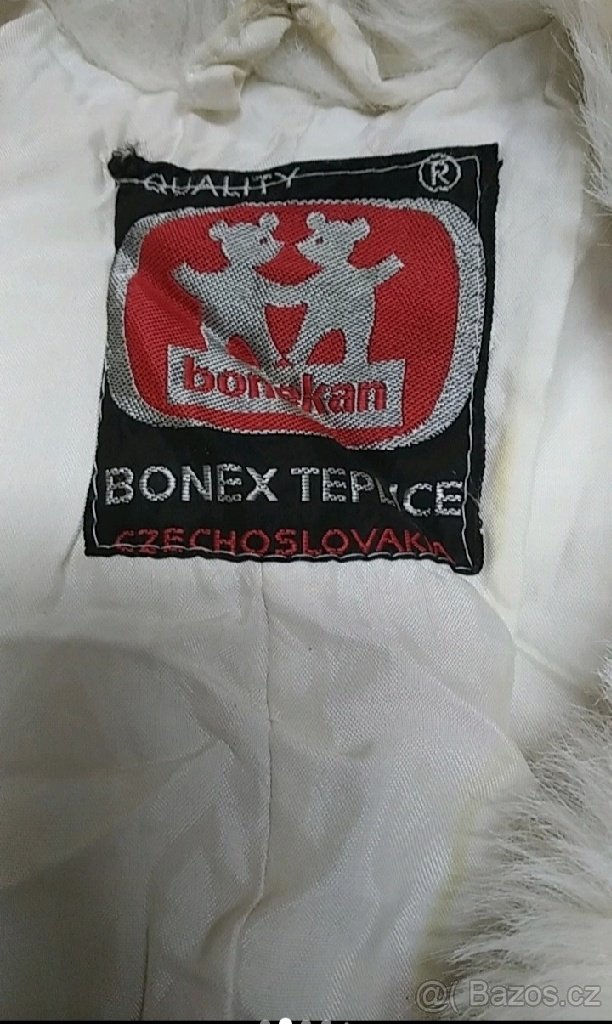 QUALITY ®
bonekan
BONEX TEPLICE
CZECHOSLOVAKIA
@( Bazos.cz